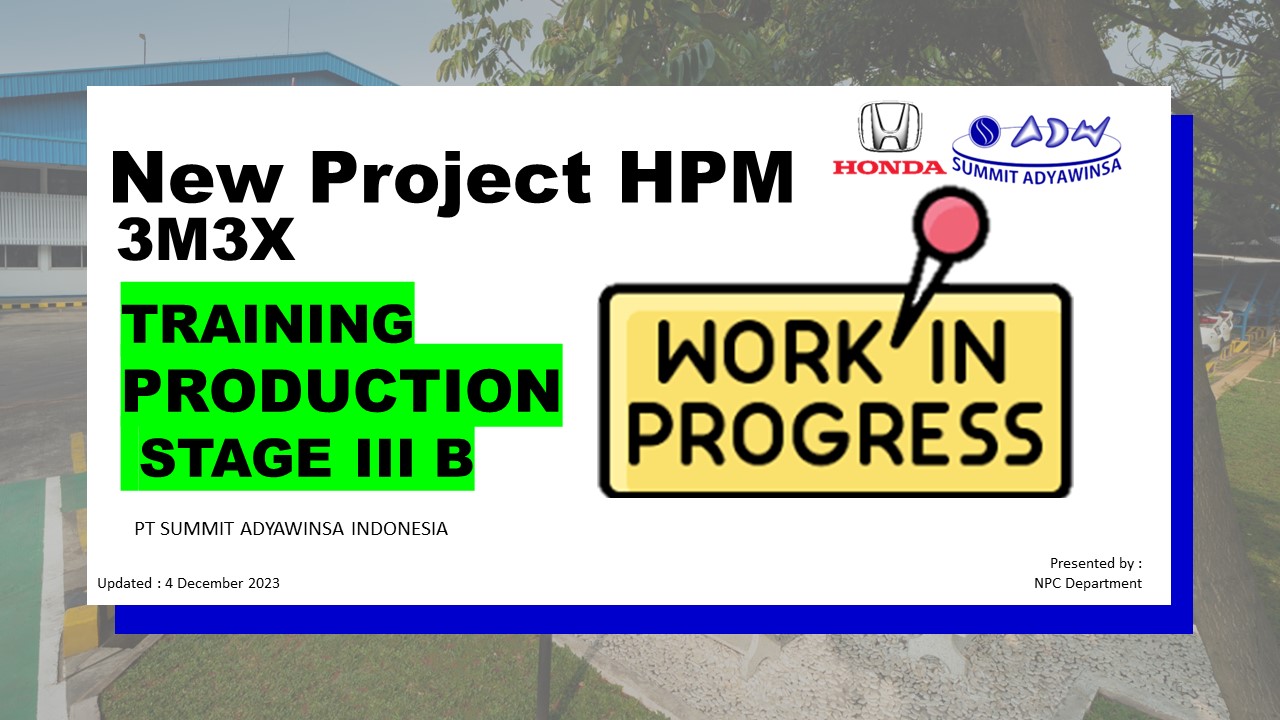 New Project HPM
3M3X
HONDA
ADW
SUMMIT ADYAWINSA
TRAINING
PRODUCTION
STAGE III B
WORK IN
PROGRESS
PT SUMMIT ADYAWINSA INDONESIA
Updated : 4 December 2023
Presented by :
NPC Department